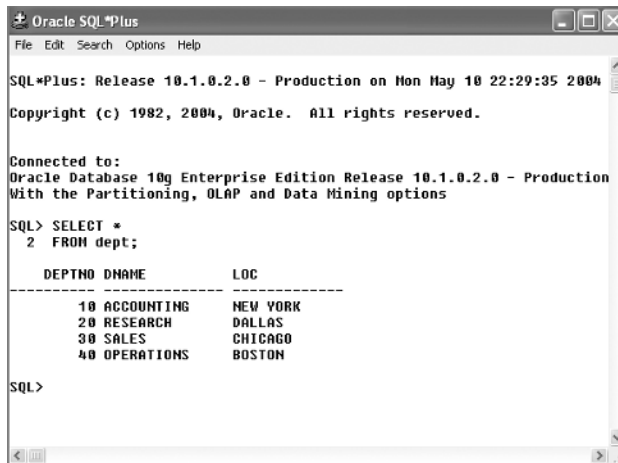 Oracle SQL*Plus
File Edit Search Options Help
SQL*Plus: Release 10.1.0.2.0 - Production on Mon May 10 22:29:35 2004
Copyright (c) 1982, 2004, Oracle.  All rights reserved.
Connected to:
Oracle Database 10g Enterprise Edition Release 10.1.0.2.0 - Production
With the Partitioning, OLAP and Data Mining options
SQL> SELECT *
  2  FROM dept;
    DEPTNO DNAME          LOC
---------- -------------- -------------
        10 ACCOUNTING     NEW YORK
        20 RESEARCH       DALLAS
        30 SALES          CHICAGO
        40 OPERATIONS     BOSTON
SQL>